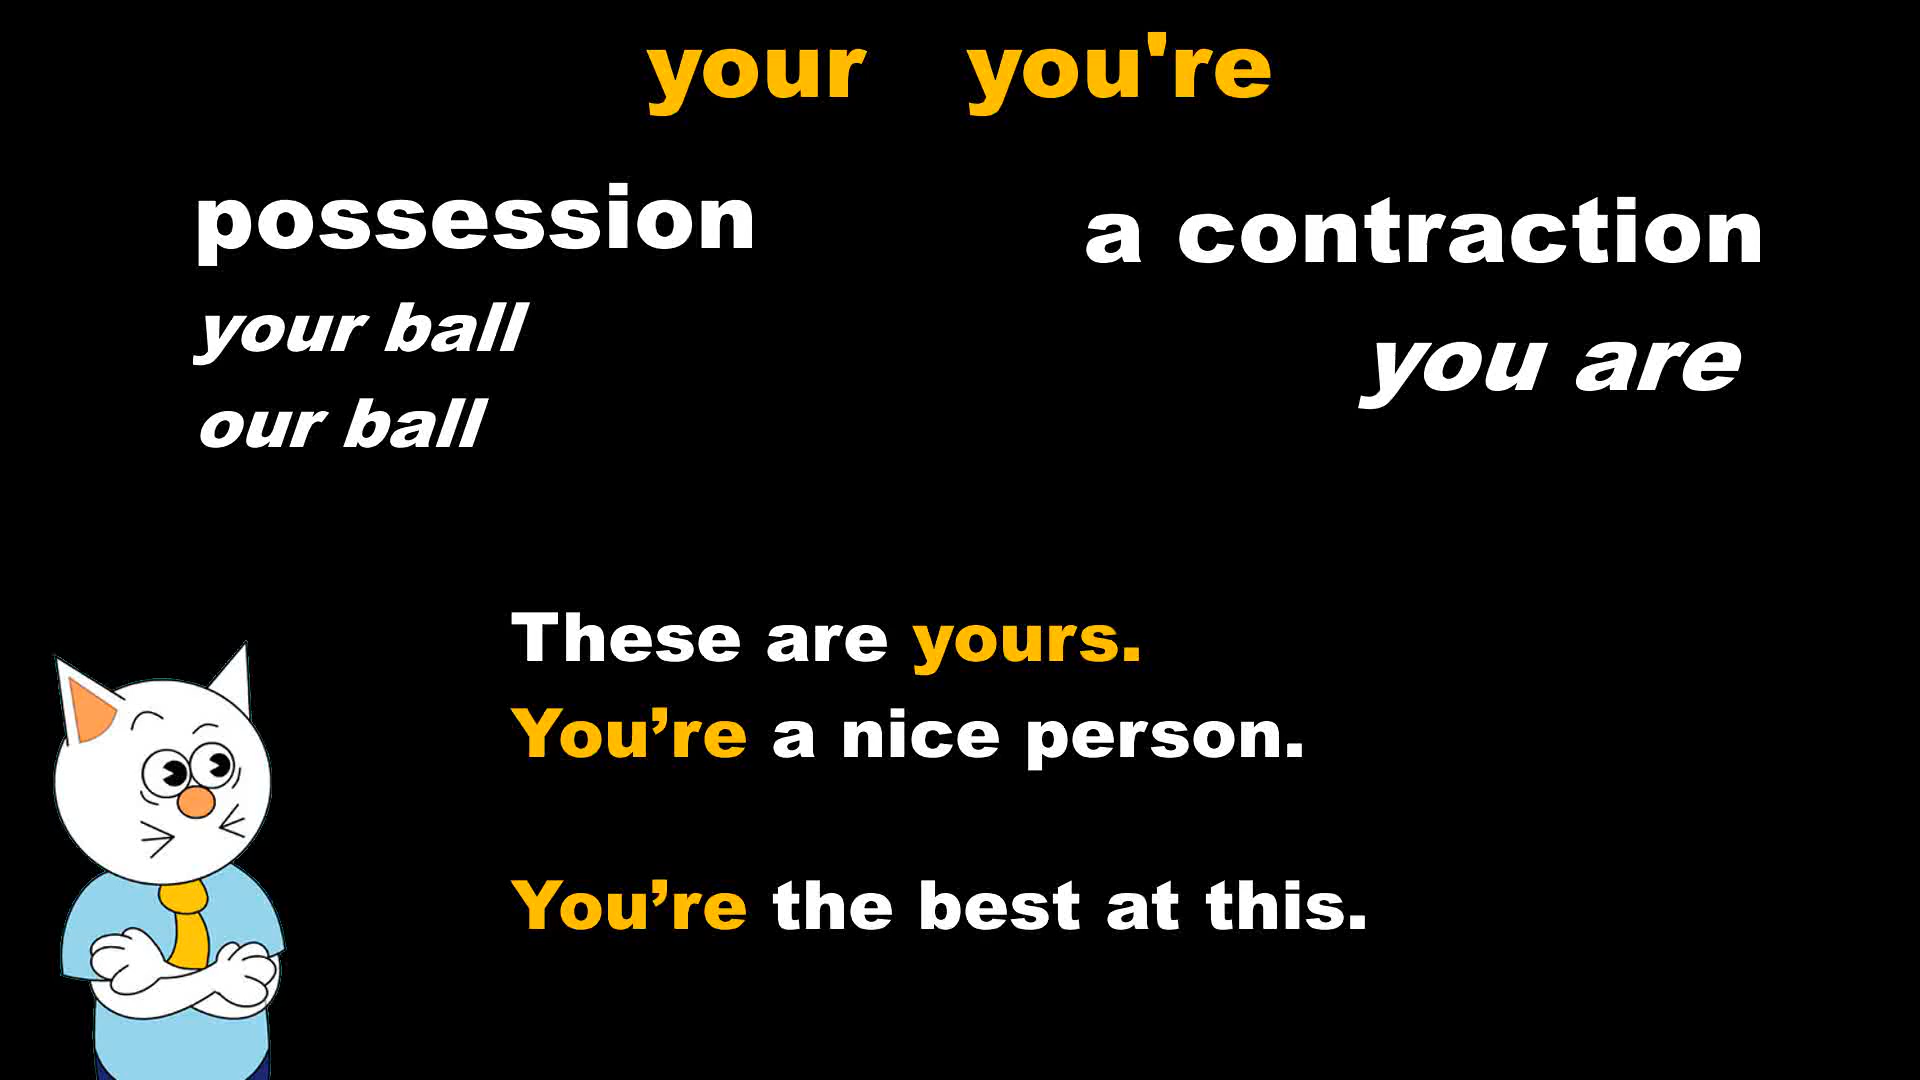 your you're
possession
a contraction
your ball
you are
our ball
These are yours.
You’re a nice person.
You’re the best at this.